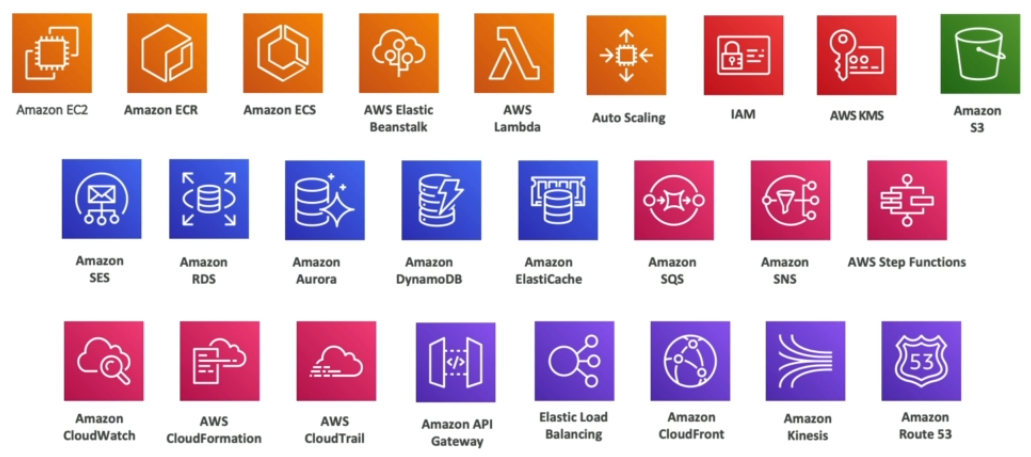 Amazon EC2
Amazon ECR
Amazon ECS
AWS Elastic
Beanstalk
AWS
Lambda
Auto Scaling
IAM
AWS KMS
Amazon
S3
Amazon
SES
Amazon
RDS
Amazon
Aurora
Amazon
DynamoDB
Amazon
ElastiCache
Amazon
SQS
Amazon
SNS
AWS Step Functions
Amazon
CloudWatch
AWS
CloudFormation
AWS
CloudTrail
</>
Amazon API
Gateway
Elastic Load
Balancing
Amazon
CloudFront
Amazon
Kinesis
53
Amazon
Route 53